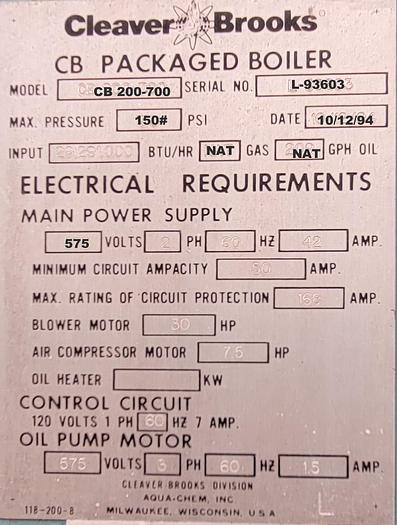 Cleaver Brooks
CB PACKAGED BOILER
MODEL CB 200-700 SERIAL NO. L-93603
MAX. PRESSURE 150# PSI DATE 10/12/94
INPUT BTU/HR NAT GAS NAT GPH OIL
ELECTRICAL REQUIREMENTS
MAIN POWER SUPPLY
575 VOLTS PH 60 HZ 42 AMP.
MINIMUM CIRCUIT AMPACITY 50 AMP.
MAX. RATING OF CIRCUIT PROTECTION AMP.
BLOWER MOTOR 30 HP
AIR COMPRESSOR MOTOR 7.5 HP
OIL HEATER KW
CONTROL CIRCUIT
120 VOLTS 1 PH 60 HZ 7 AMP.
OIL PUMP MOTOR
575 VOLTS 3 PH 60 HZ 1.5 AMP.
CLEAVER-BROOKS DIVISION
AQUA-CHEM, INC
118-200-8 MILWAUKEE, WISCONSIN, U.S.A